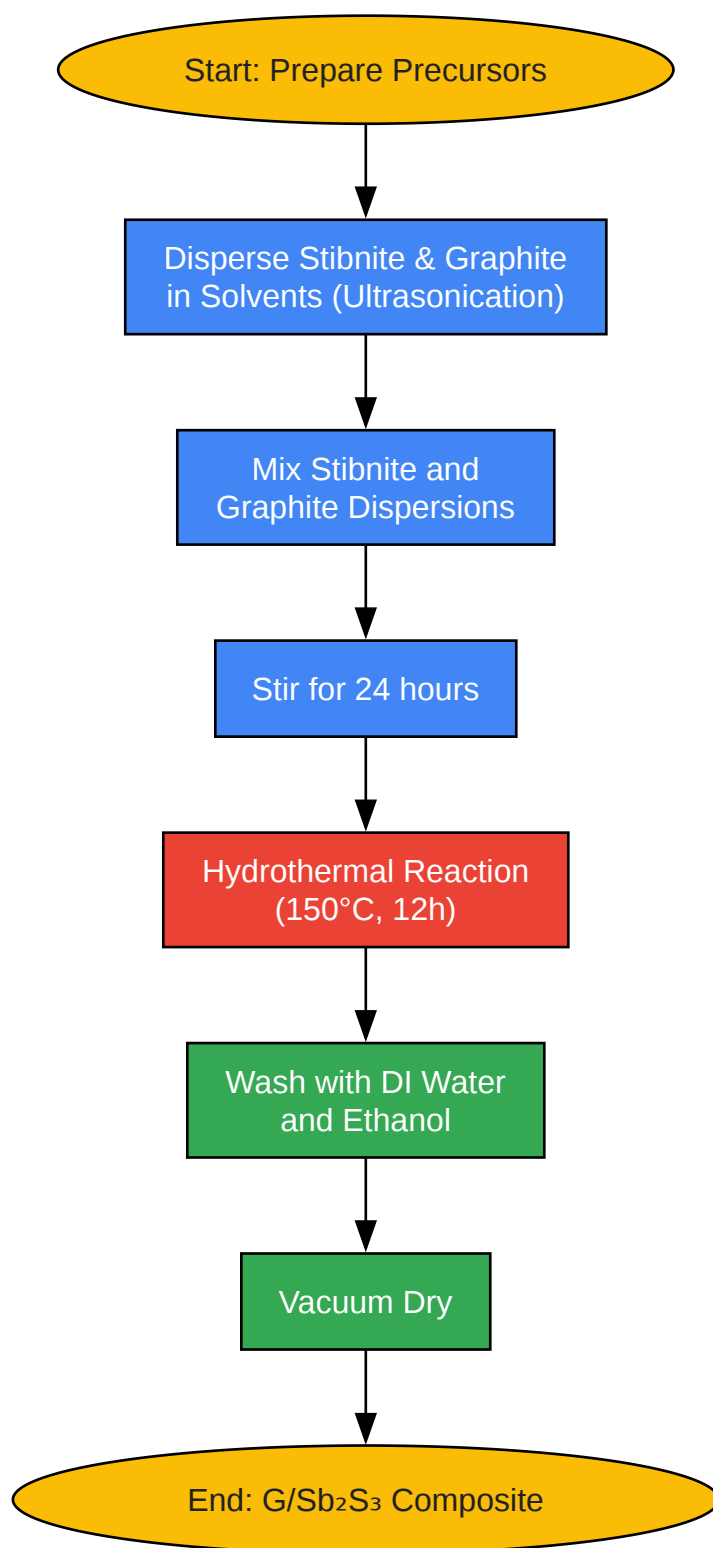 Start: Prepare Precursors
Disperse Stibnite & Graphite
in Solvents (Ultrasonication)
Mix Stibnite and
Graphite Dispersions
Stir for 24 hours
Hydrothermal Reaction
(150°C, 12h)
Wash with DI Water
and Ethanol
Vacuum Dry
End: G/Sb₂S₃ Composite